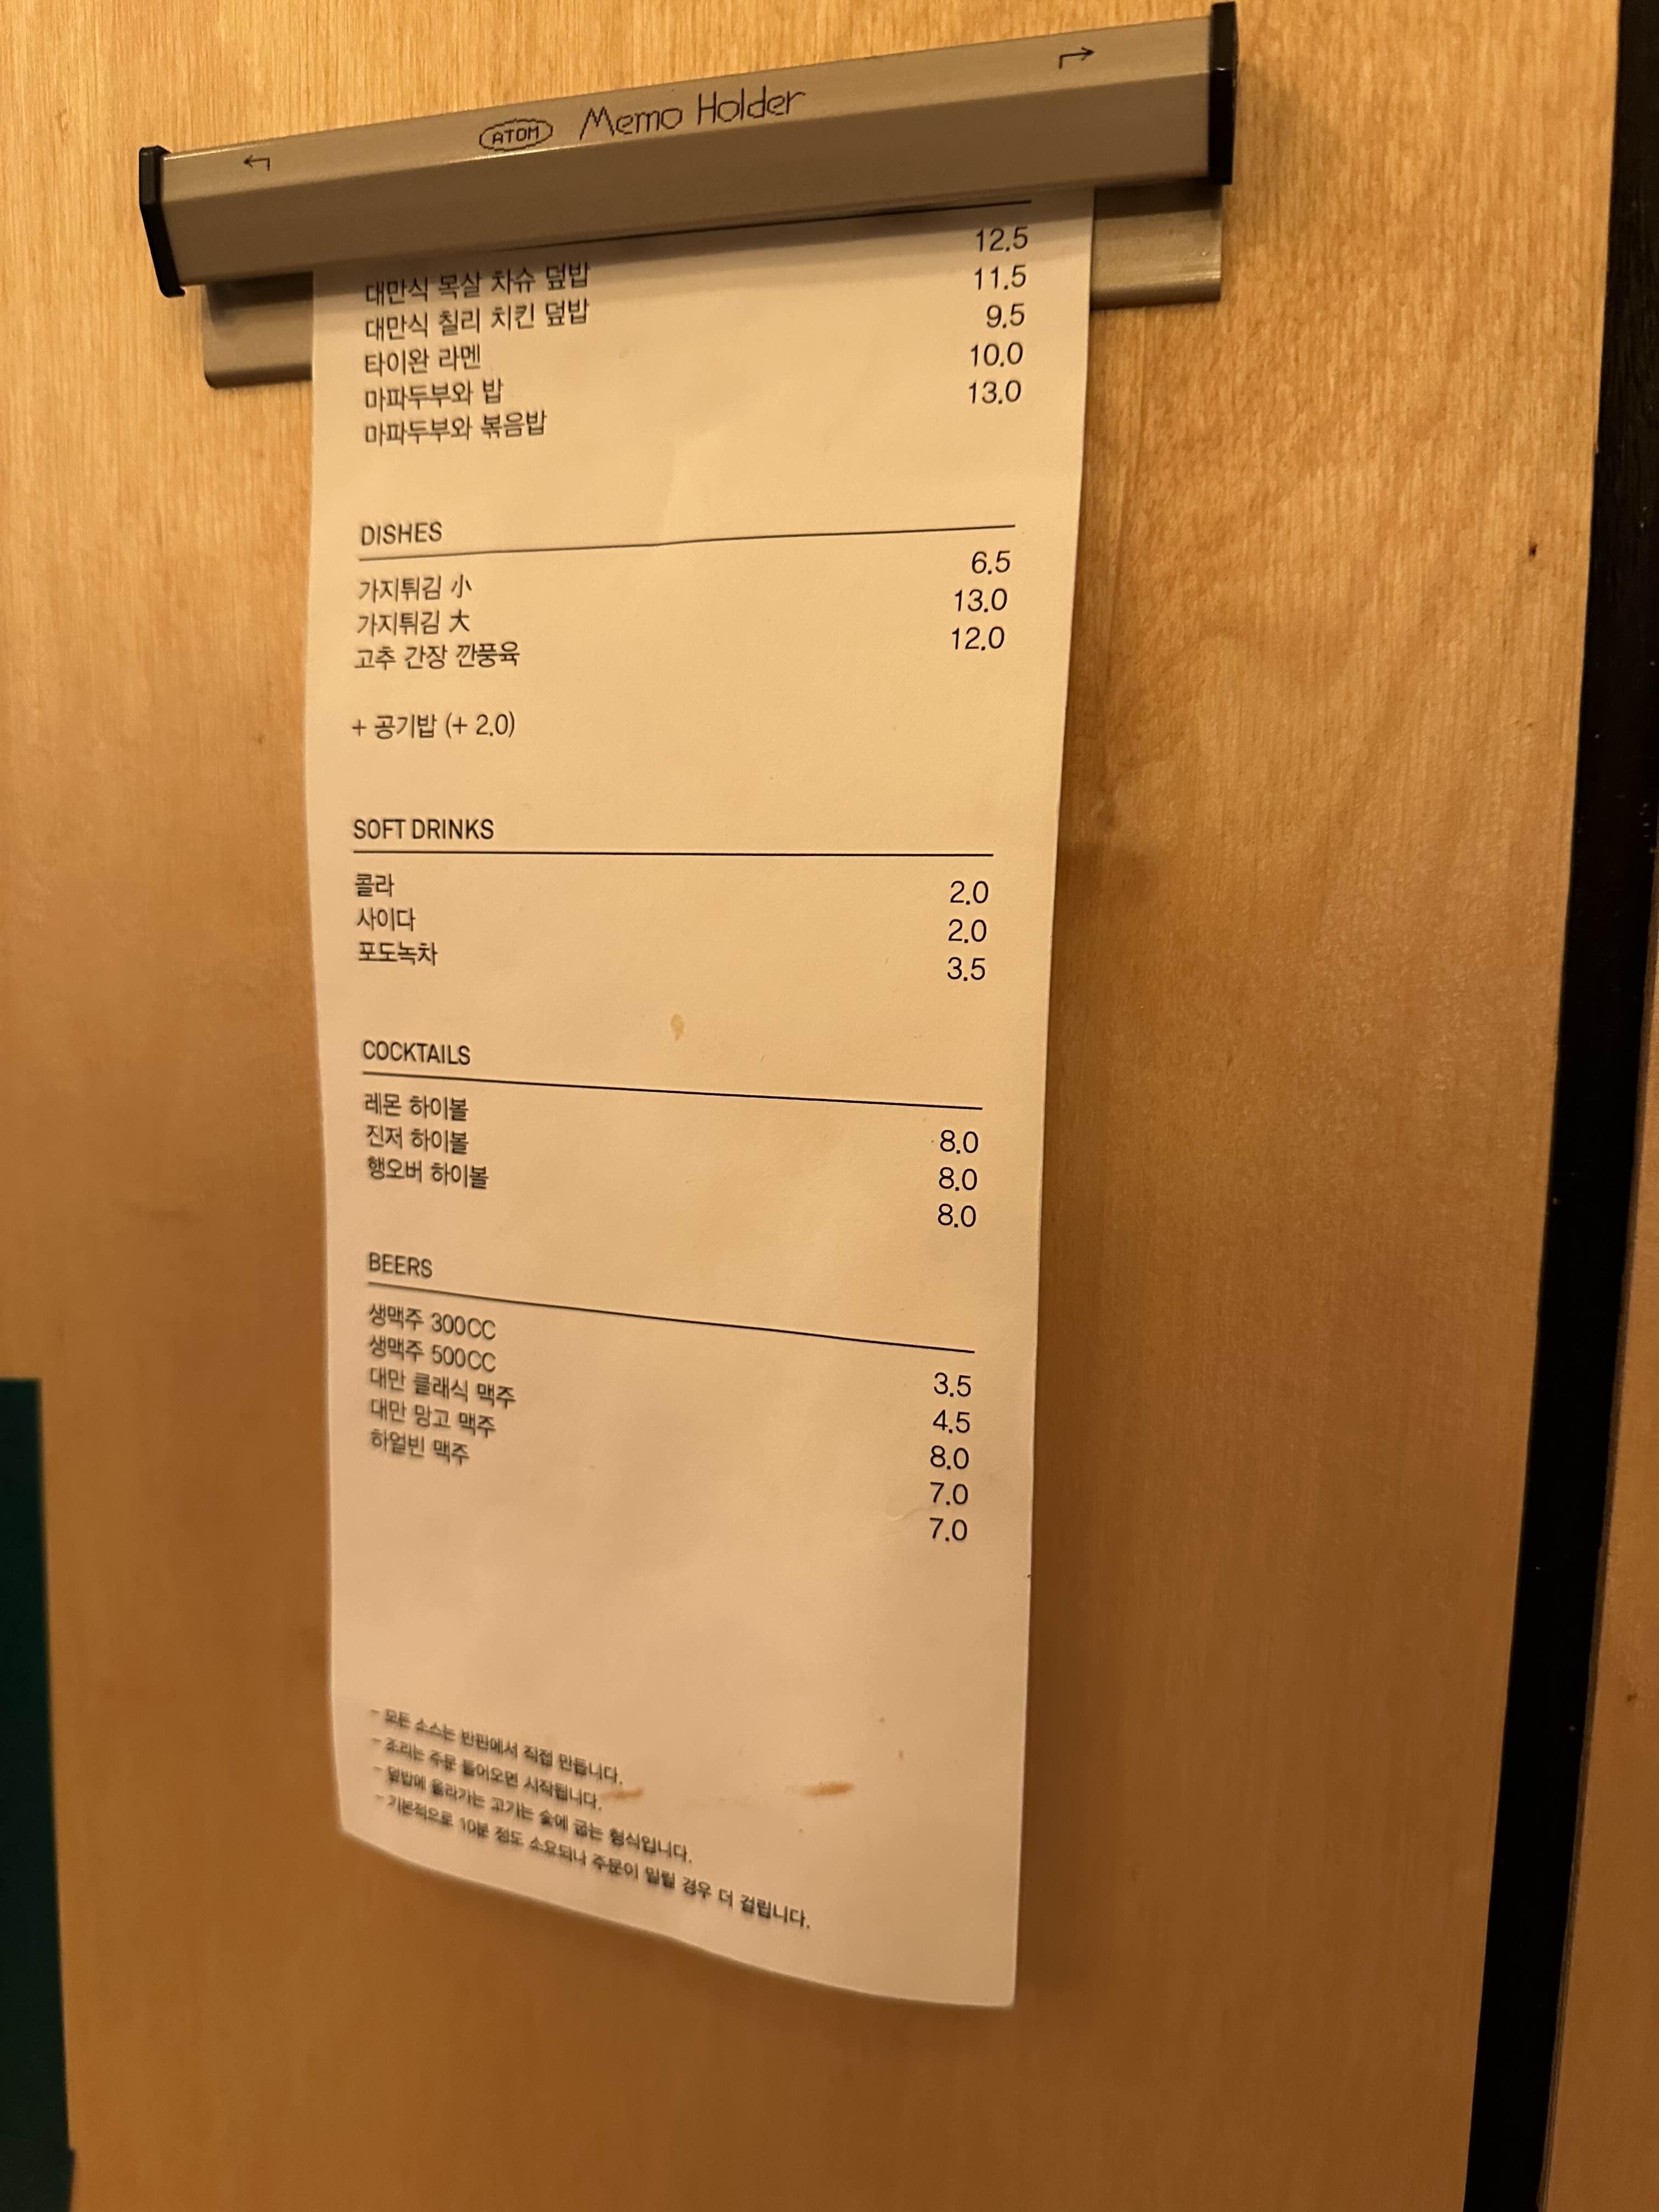 ATOM Memo Holder
대만식 목살 차슈 덮밥 12.5
대만식 칠리 치킨 덮밥 11.5
타이완 라멘 9.5
마파두부와 밥 10.0
마파두부와 볶음밥 13.0
DISHES
가지튀김 小 6.5
가지튀김 大 13.0
고추 간장 깐풍육 12.0
+ 공기밥 (+ 2.0)
SOFT DRINKS
콜라 2.0
사이다 2.0
포도녹차 3.5
COCKTAILS
레몬 하이볼 8.0
진저 하이볼 8.0
행오버 하이볼 8.0
BEERS
생맥주 300CC 3.5
생맥주 500CC 4.5
대만 클래식 맥주 8.0
대만 망고 맥주 7.0
하얼빈 맥주 7.0
- 모든 소스는 반판에서 직접 만듭니다.
- 조리는 주문 들어오면 시작됩니다.
- 덮밥에 올라가는 고기는 숯에 굽는 형식입니다.
- 기본적으로 10분 정도 소요되나 주문이 밀릴 경우 더 걸립니다.